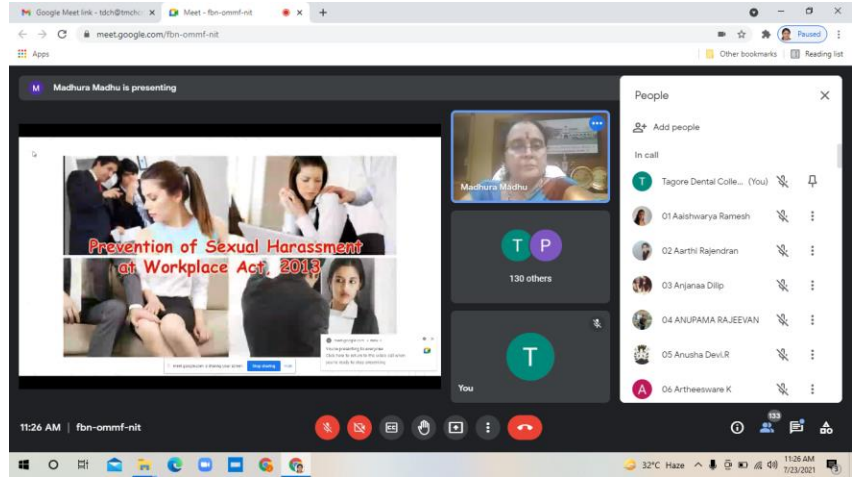 Google Meet link - tdch@tmcho
Meet - fbn-ommf-nit
meet.google.com/fbn-ommf-nit
Paused
Apps
Other bookmarks
Reading list
M Madhura Madhu is presenting
Prevention of Sexual Harassment
at Workplace Act, 2013
Stop sharing
Madhura Madhu
T P
130 others
T
You
People
Add people
In call
T Tagore Dental Colle... (You)
01 Aaishwarya Ramesh
02 Aarthi Rajendran
03 Anjanaa Dilip
04 ANUPAMA RAJEEVAN
05 Anusha Devi.R
A 06 Artheesware K
11:26 AM | fbn-ommf-nit
133
32°C Haze
11:26 AM
7/23/2021